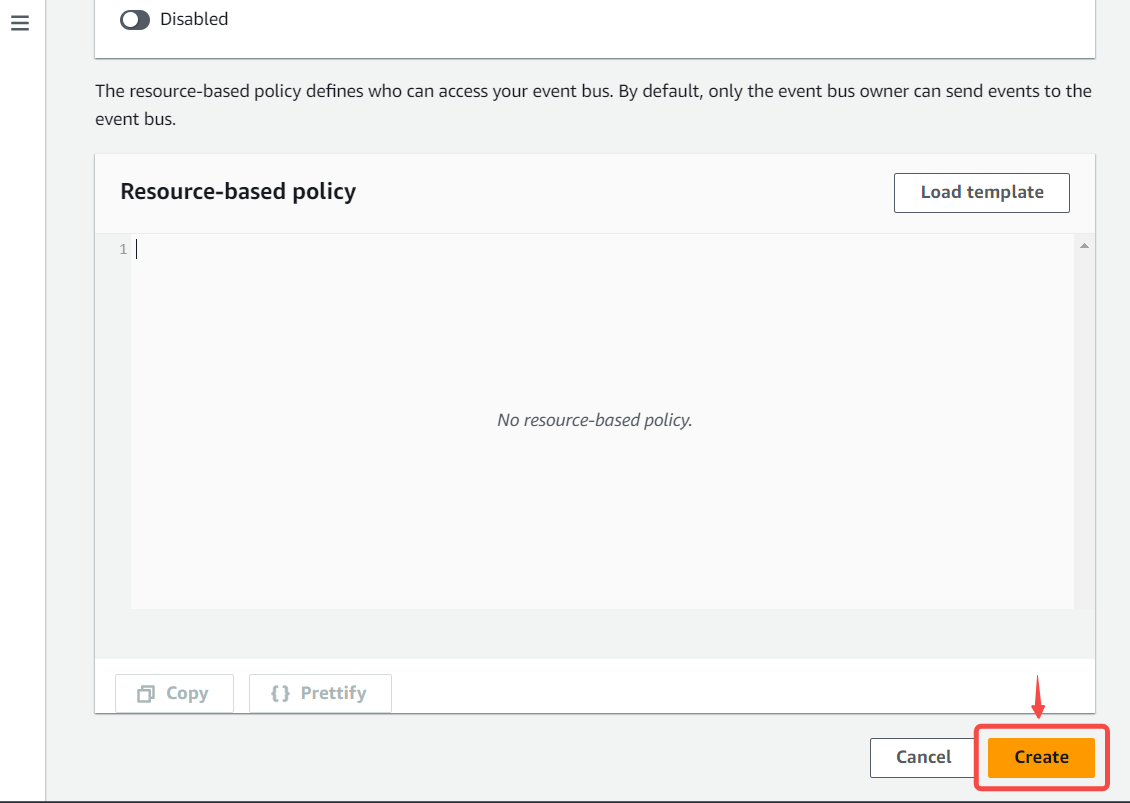 Disabled
The resource-based policy defines who can access your event bus. By default, only the event bus owner can send events to the
event bus.
Resource-based policy
Load template
1
No resource-based policy.
Copy
{} Prettify
Cancel
Create